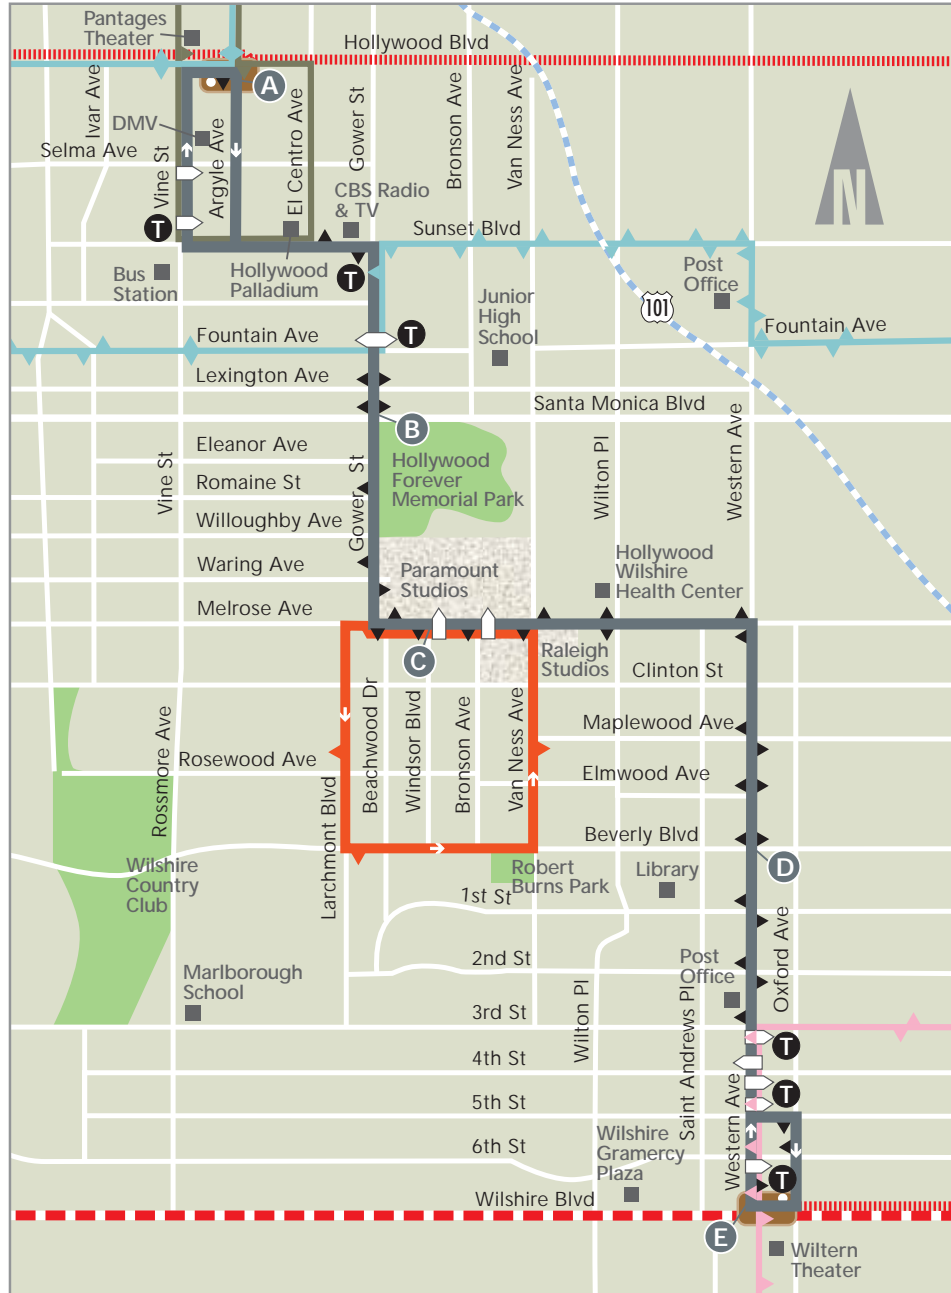 Pantages
Theater
Hollywood Blvd
A
Ivar Ave
DMV
Selma Ave
Vine St
Argyle Ave
El Centro Ave
Gower St
Bronson Ave
Van Ness Ave
N
CBS Radio
& TV
T
Sunset Blvd
Bus
Station
Hollywood
Palladium
T
Post
Office
Junior
High
School
101
Fountain Ave
T
Fountain Ave
Lexington Ave
Santa Monica Blvd
B
Eleanor Ave
Vine St
Gower St
Hollywood
Forever
Memorial Park
Wilton Pl
Western Ave
Romaine St
Willoughby Ave
Waring Ave
Paramount
Studios
Hollywood
Wilshire
Health Center
Melrose Ave
C
Raleigh
Studios
Clinton St
Rossmore Ave
Larchmont Blvd
Beachwood Dr
Windsor Blvd
Bronson Ave
Van Ness Ave
Maplewood Ave
Rosewood Ave
Elmwood Ave
Beverly Blvd
D
Wilshire
Country
Club
Robert
Burns Park
Library
1st St
Oxford Ave
2nd St
Post
Office
Marlborough
School
Wilton Pl
Saint Andrews Pl
3rd St
T
4th St
T
5th St
Western Ave
6th St
Wilshire
Gramercy
Plaza
T
Wilshire Blvd
E
Wiltern
Theater